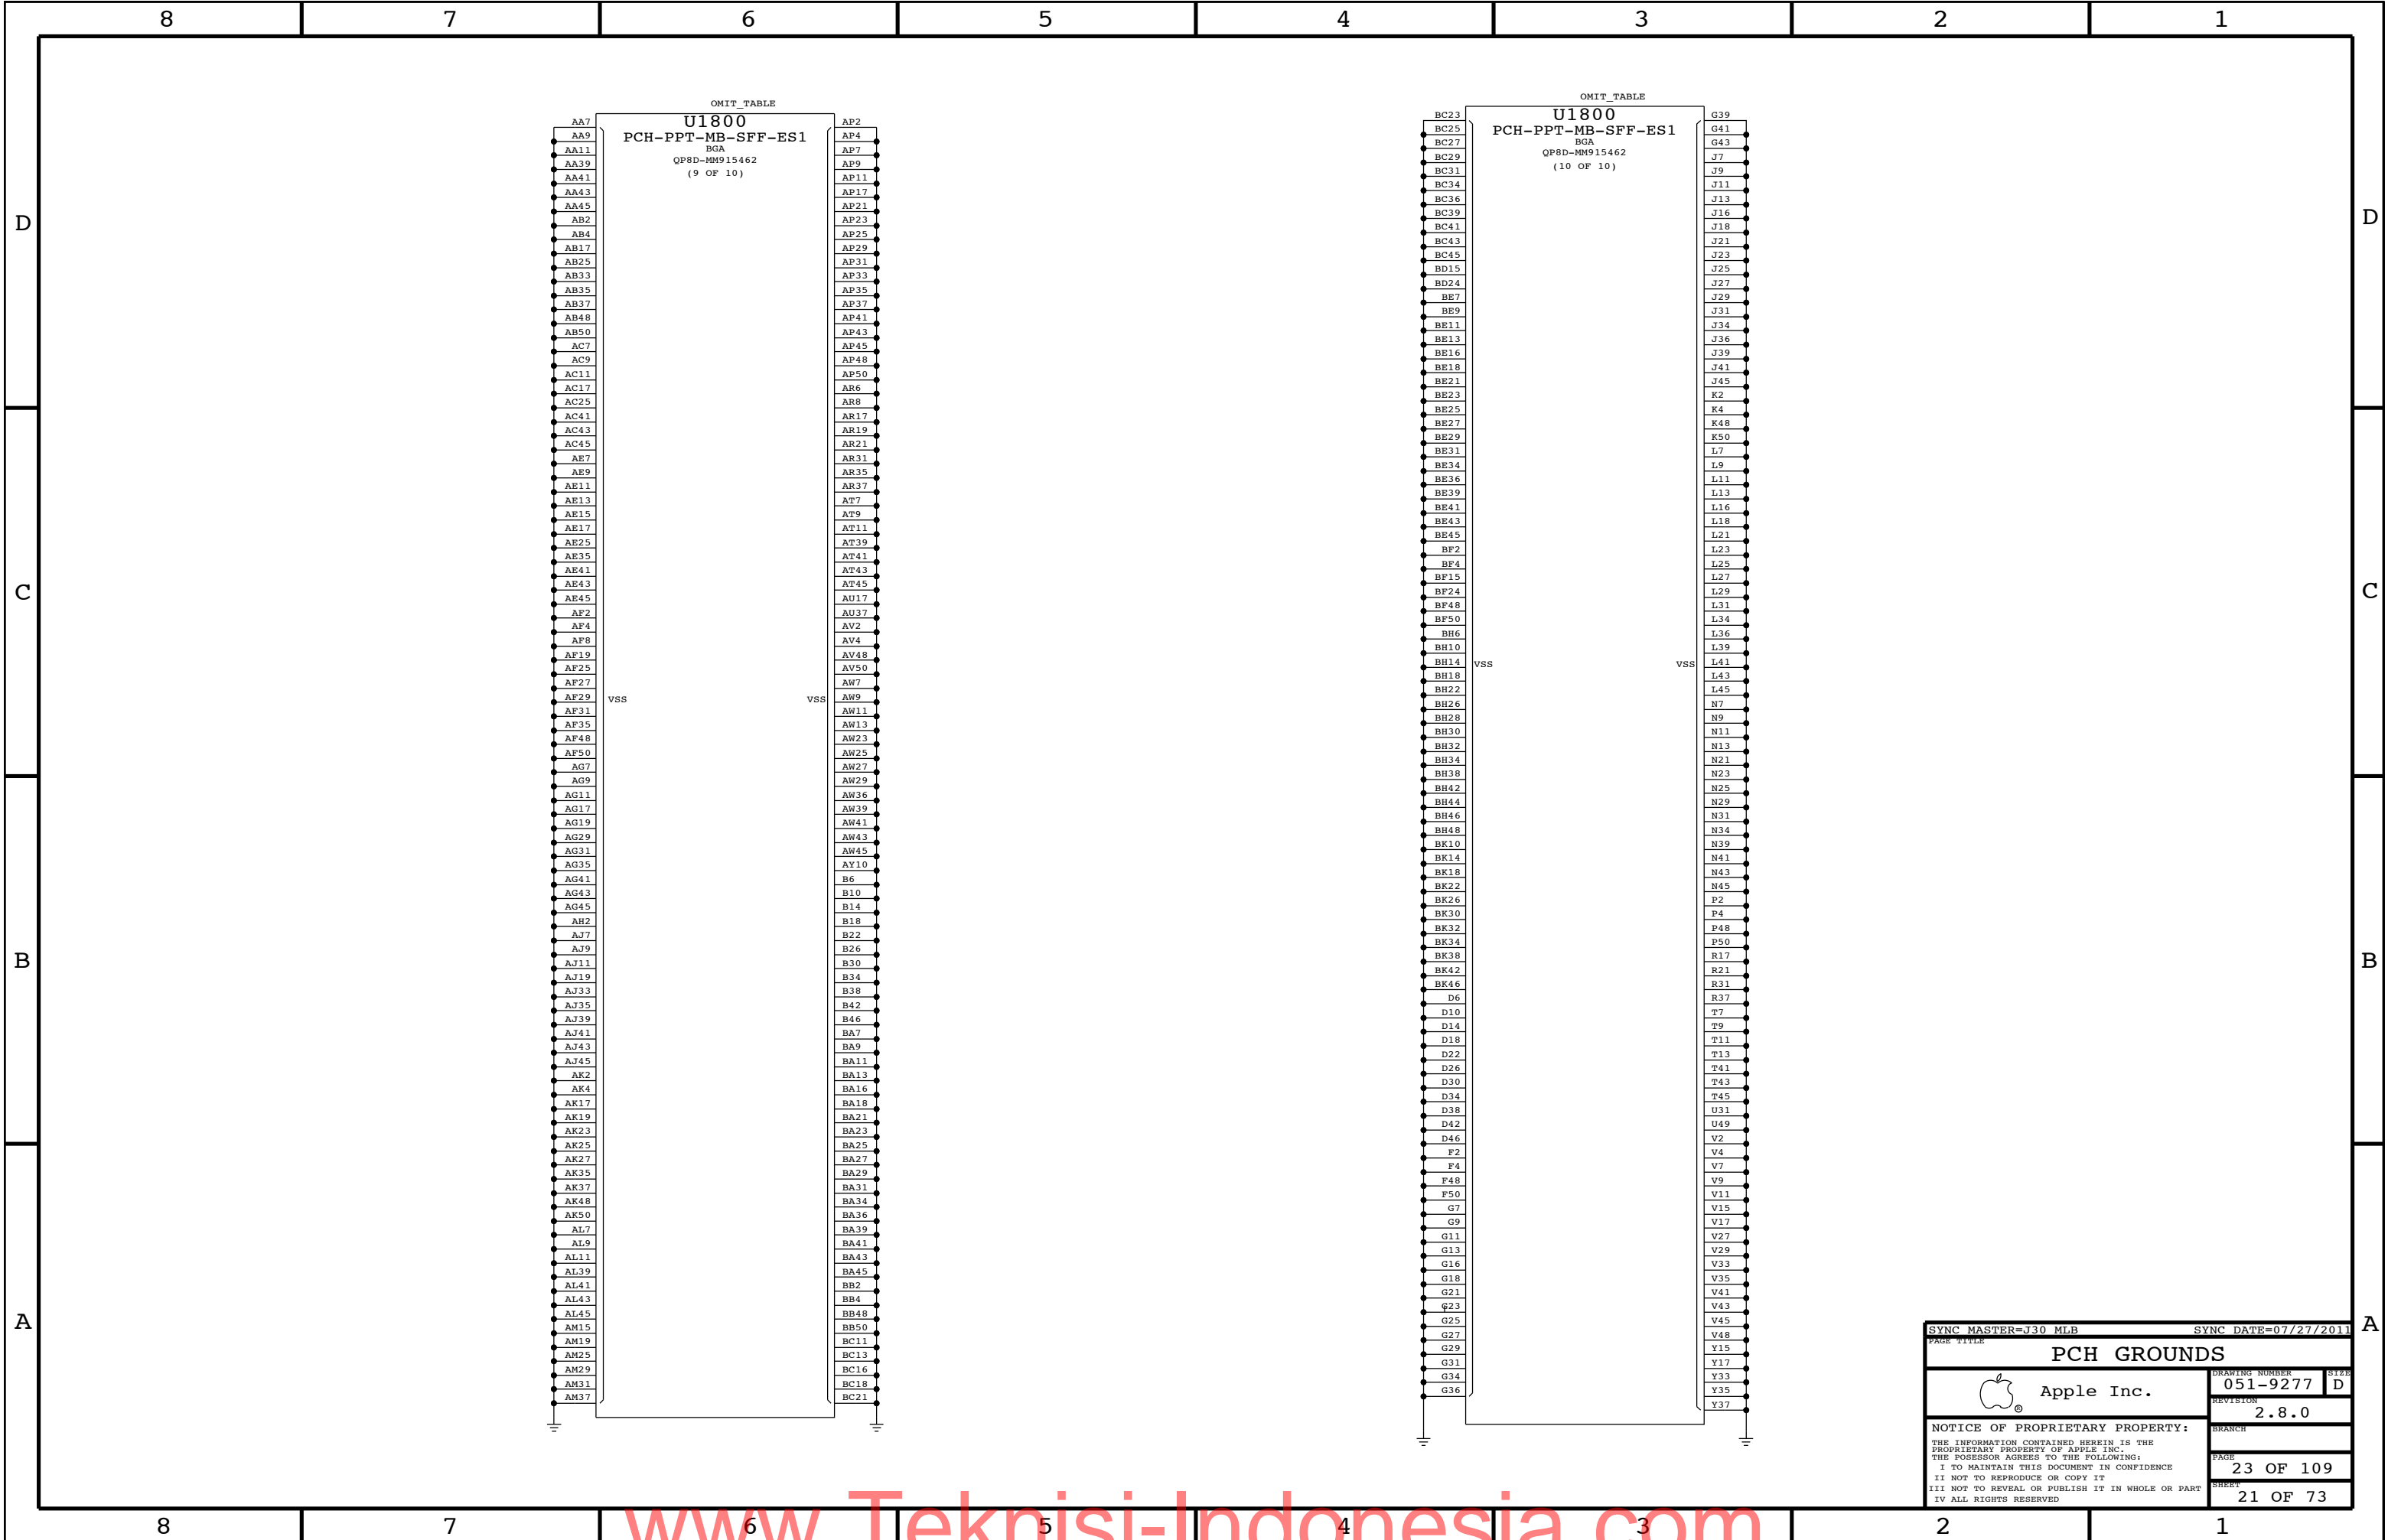 8 7 6 5 4 3 2 1
D
C
B
A
OMIT_TABLE
U1800
PCH-PPT-MB-SFF-ES1
BGA
QP8D-MM915462
(9 OF 10)
VSS VSS
AA7 AP2
AA9 AP4
AA11 AP7
AA39 AP9
AA41 AP11
AA43 AP17
AA45 AP21
AB2 AP23
AB4 AP25
AB17 AP29
AB25 AP31
AB33 AP33
AB35 AP35
AB37 AP37
AB48 AP41
AB50 AP43
AC7 AP45
AC9 AP48
AC11 AP50
AC17 AR6
AC25 AR8
AC41 AR17
AC43 AR19
AC45 AR21
AE7 AR31
AE9 AR35
AE11 AR37
AE13 AT7
AE15 AT9
AE17 AT11
AE25 AT39
AE35 AT41
AE41 AT43
AE43 AT45
AE45 AU17
AF2 AU37
AF4 AV2
AF8 AV4
AF19 AV48
AF25 AV50
AF27 AW7
AF29 AW9
AF31 AW11
AF35 AW13
AF48 AW23
AF50 AW25
AG7 AW27
AG9 AW29
AG11 AW36
AG17 AW39
AG19 AW41
AG29 AW43
AG31 AW45
AG35 AY10
AG41 B6
AG43 B10
AG45 B14
AH2 B18
AJ7 B22
AJ9 B26
AJ11 B30
AJ19 B34
AJ33 B38
AJ35 B42
AJ39 B46
AJ41 BA7
AJ43 BA9
AJ45 BA11
AK2 BA13
AK4 BA16
AK17 BA18
AK19 BA21
AK23 BA23
AK25 BA25
AK27 BA27
AK35 BA29
AK37 BA31
AK48 BA34
AK50 BA36
AL7 BA39
AL9 BA41
AL11 BA43
AL39 BA45
AL41 BB2
AL43 BB4
AL45 BB48
AM15 BB50
AM19 BC11
AM25 BC13
AM29 BC16
AM31 BC18
AM37 BC21
OMIT_TABLE
U1800
PCH-PPT-MB-SFF-ES1
BGA
QP8D-MM915462
(10 OF 10)
VSS VSS
BC23 G39
BC25 G41
BC27 G43
BC29 J7
BC31 J9
BC34 J11
BC36 J13
BC39 J16
BC41 J18
BC43 J21
BC45 J23
BD15 J25
BD24 J27
BE7 J29
BE9 J31
BE11 J34
BE13 J36
BE16 J39
BE18 J41
BE21 J45
BE23 K2
BE25 K4
BE27 K48
BE29 K50
BE31 L7
BE34 L9
BE36 L11
BE39 L13
BE41 L16
BE43 L18
BE45 L21
BF2 L23
BF4 L25
BF15 L27
BF24 L29
BF48 L31
BF50 L34
BH6 L36
BH10 L39
BH14 L41
BH18 L43
BH22 L45
BH26 N7
BH28 N9
BH30 N11
BH32 N13
BH34 N21
BH38 N23
BH42 N25
BH44 N29
BH46 N31
BH48 N34
BK10 N39
BK14 N41
BK18 N43
BK22 N45
BK26 P2
BK30 P4
BK32 P48
BK34 P50
BK38 R17
BK42 R21
BK46 R31
D6 R37
D10 T7
D14 T9
D18 T11
D22 T13
D26 T41
D30 T43
D34 T45
D38 U31
D42 U49
D46 V2
F2 V4
F4 V7
F48 V9
F50 V11
G7 V15
G9 V17
G11 V27
G13 V29
G16 V33
G18 V35
G21 V41
G23 V43
G25 V45
G27 V48
G29 Y15
G31 Y17
G34 Y33
G36 Y35
Y37
D
C
B
A
SYNC MASTER=J30 MLB SYNC DATE=07/27/2011
PAGE TITLE
PCH GROUNDS
Apple Inc.
®
DRAWING NUMBER
051-9277
SIZE
D
REVISION
2.8.0
BRANCH
NOTICE OF PROPRIETARY PROPERTY:
THE INFORMATION CONTAINED HEREIN IS THE
PROPRIETARY PROPERTY OF APPLE INC.
THE POSESSOR AGREES TO THE FOLLOWING:
I TO MAINTAIN THIS DOCUMENT IN CONFIDENCE
II NOT TO REPRODUCE OR COPY IT
III NOT TO REVEAL OR PUBLISH IT IN WHOLE OR PART
IV ALL RIGHTS RESERVED
PAGE
23 OF 109
SHEET
21 OF 73
8 7 6 5 4 3 2 1
www.Teknisi-Indonesia.com